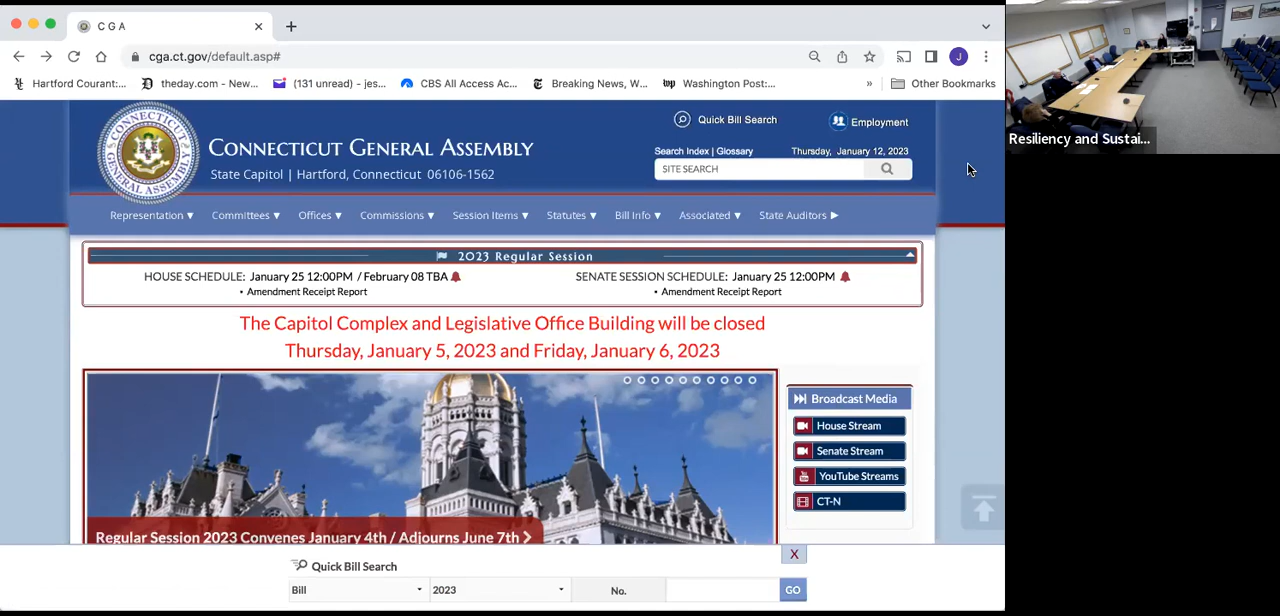 C G A
cga.ct.gov/default.asp#
J
Hartford Courant:...
theday.com - New...
(131 unread) - jes...
CBS All Access Ac...
Breaking News, W...
Washington Post:...
»
Other Bookmarks
Resiliency and Sustai...
CONNECTICUT GENERAL ASSEMBLY
State Capitol | Hartford, Connecticut 06106-1562
Quick Bill Search
Employment
Search Index | Glossary
Thursday, January 12, 2023
SITE SEARCH
Representation ▼
Committees ▼
Offices ▼
Commissions ▼
Session Items ▼
Statutes ▼
Bill Info ▼
Associated ▼
State Auditors ►
2023 Regular Session
HOUSE SCHEDULE: January 25 12:00PM / February 08 TBA
• Amendment Receipt Report
SENATE SESSION SCHEDULE: January 25 12:00PM
• Amendment Receipt Report
The Capitol Complex and Legislative Office Building will be closed
Thursday, January 5, 2023 and Friday, January 6, 2023
Regular Session 2023 Convenes January 4th / Adjourns June 7th
Broadcast Media
House Stream
Senate Stream
YouTube Streams
CT-N
X
Quick Bill Search
Bill
2023
No.
GO